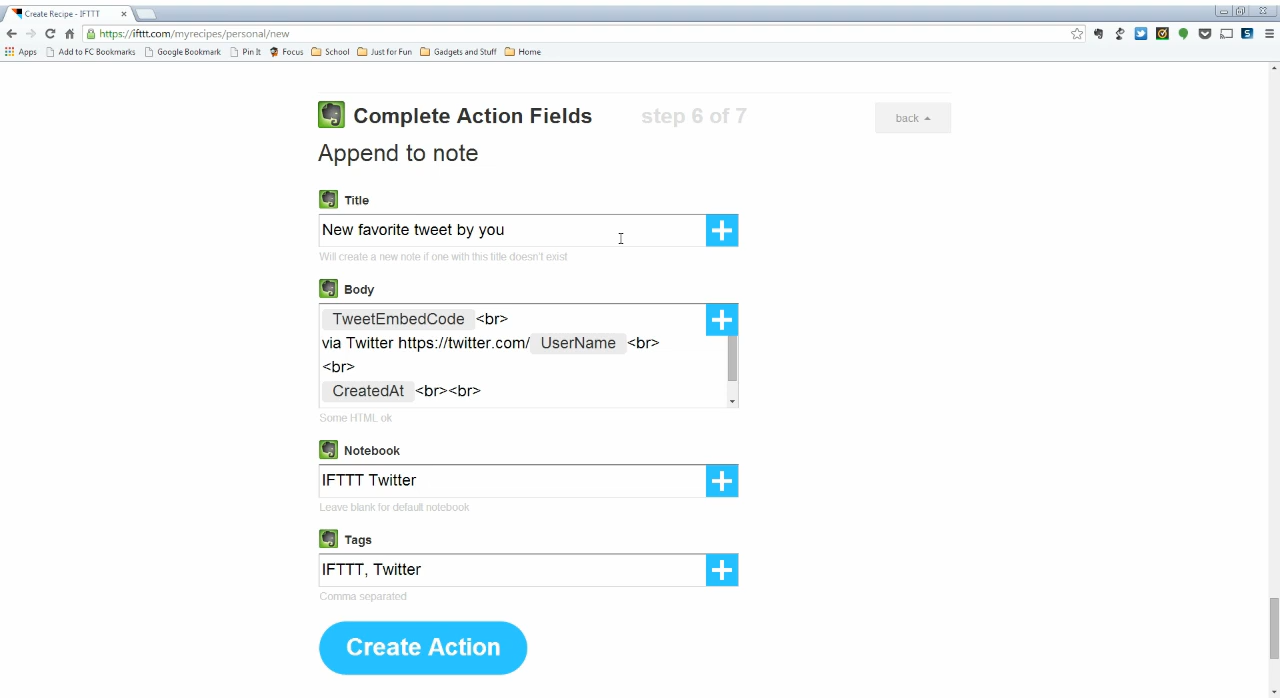 Create Recipe - IFTTT
https://ifttt.com/myrecipes/personal/new
Apps Add to FC Bookmarks Google Bookmark Pin It Focus School Just for Fun Gadgets and Stuff Home
Complete Action Fields step 6 of 7 back
Append to note
Title
New favorite tweet by you
Will create a new note if one with this title doesn't exist
Body
TweetEmbedCode <br>
via Twitter https://twitter.com/ UserName <br>
<br>
CreatedAt <br><br>
Some HTML ok
Notebook
IFTTT Twitter
Leave blank for default notebook
Tags
IFTTT, Twitter
Comma separated
Create Action